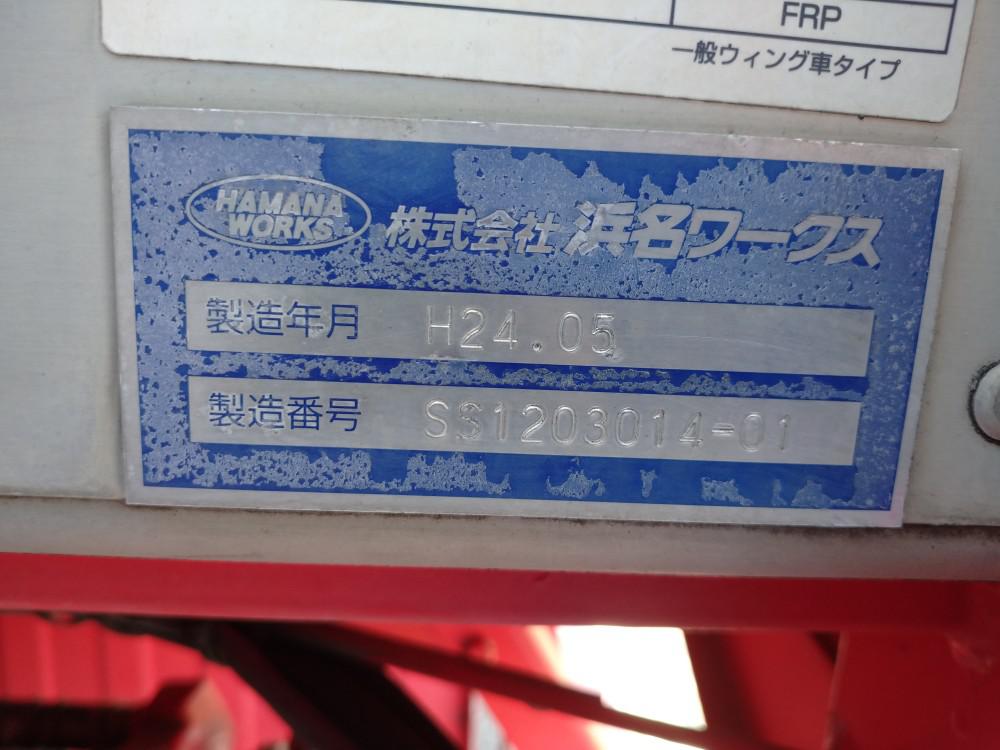 FRP
一般ウィング車タイプ
HAMANA
WORKS
株式会社 浜名ワークス
製造年月 H24.05
製造番号 SS1203014-01